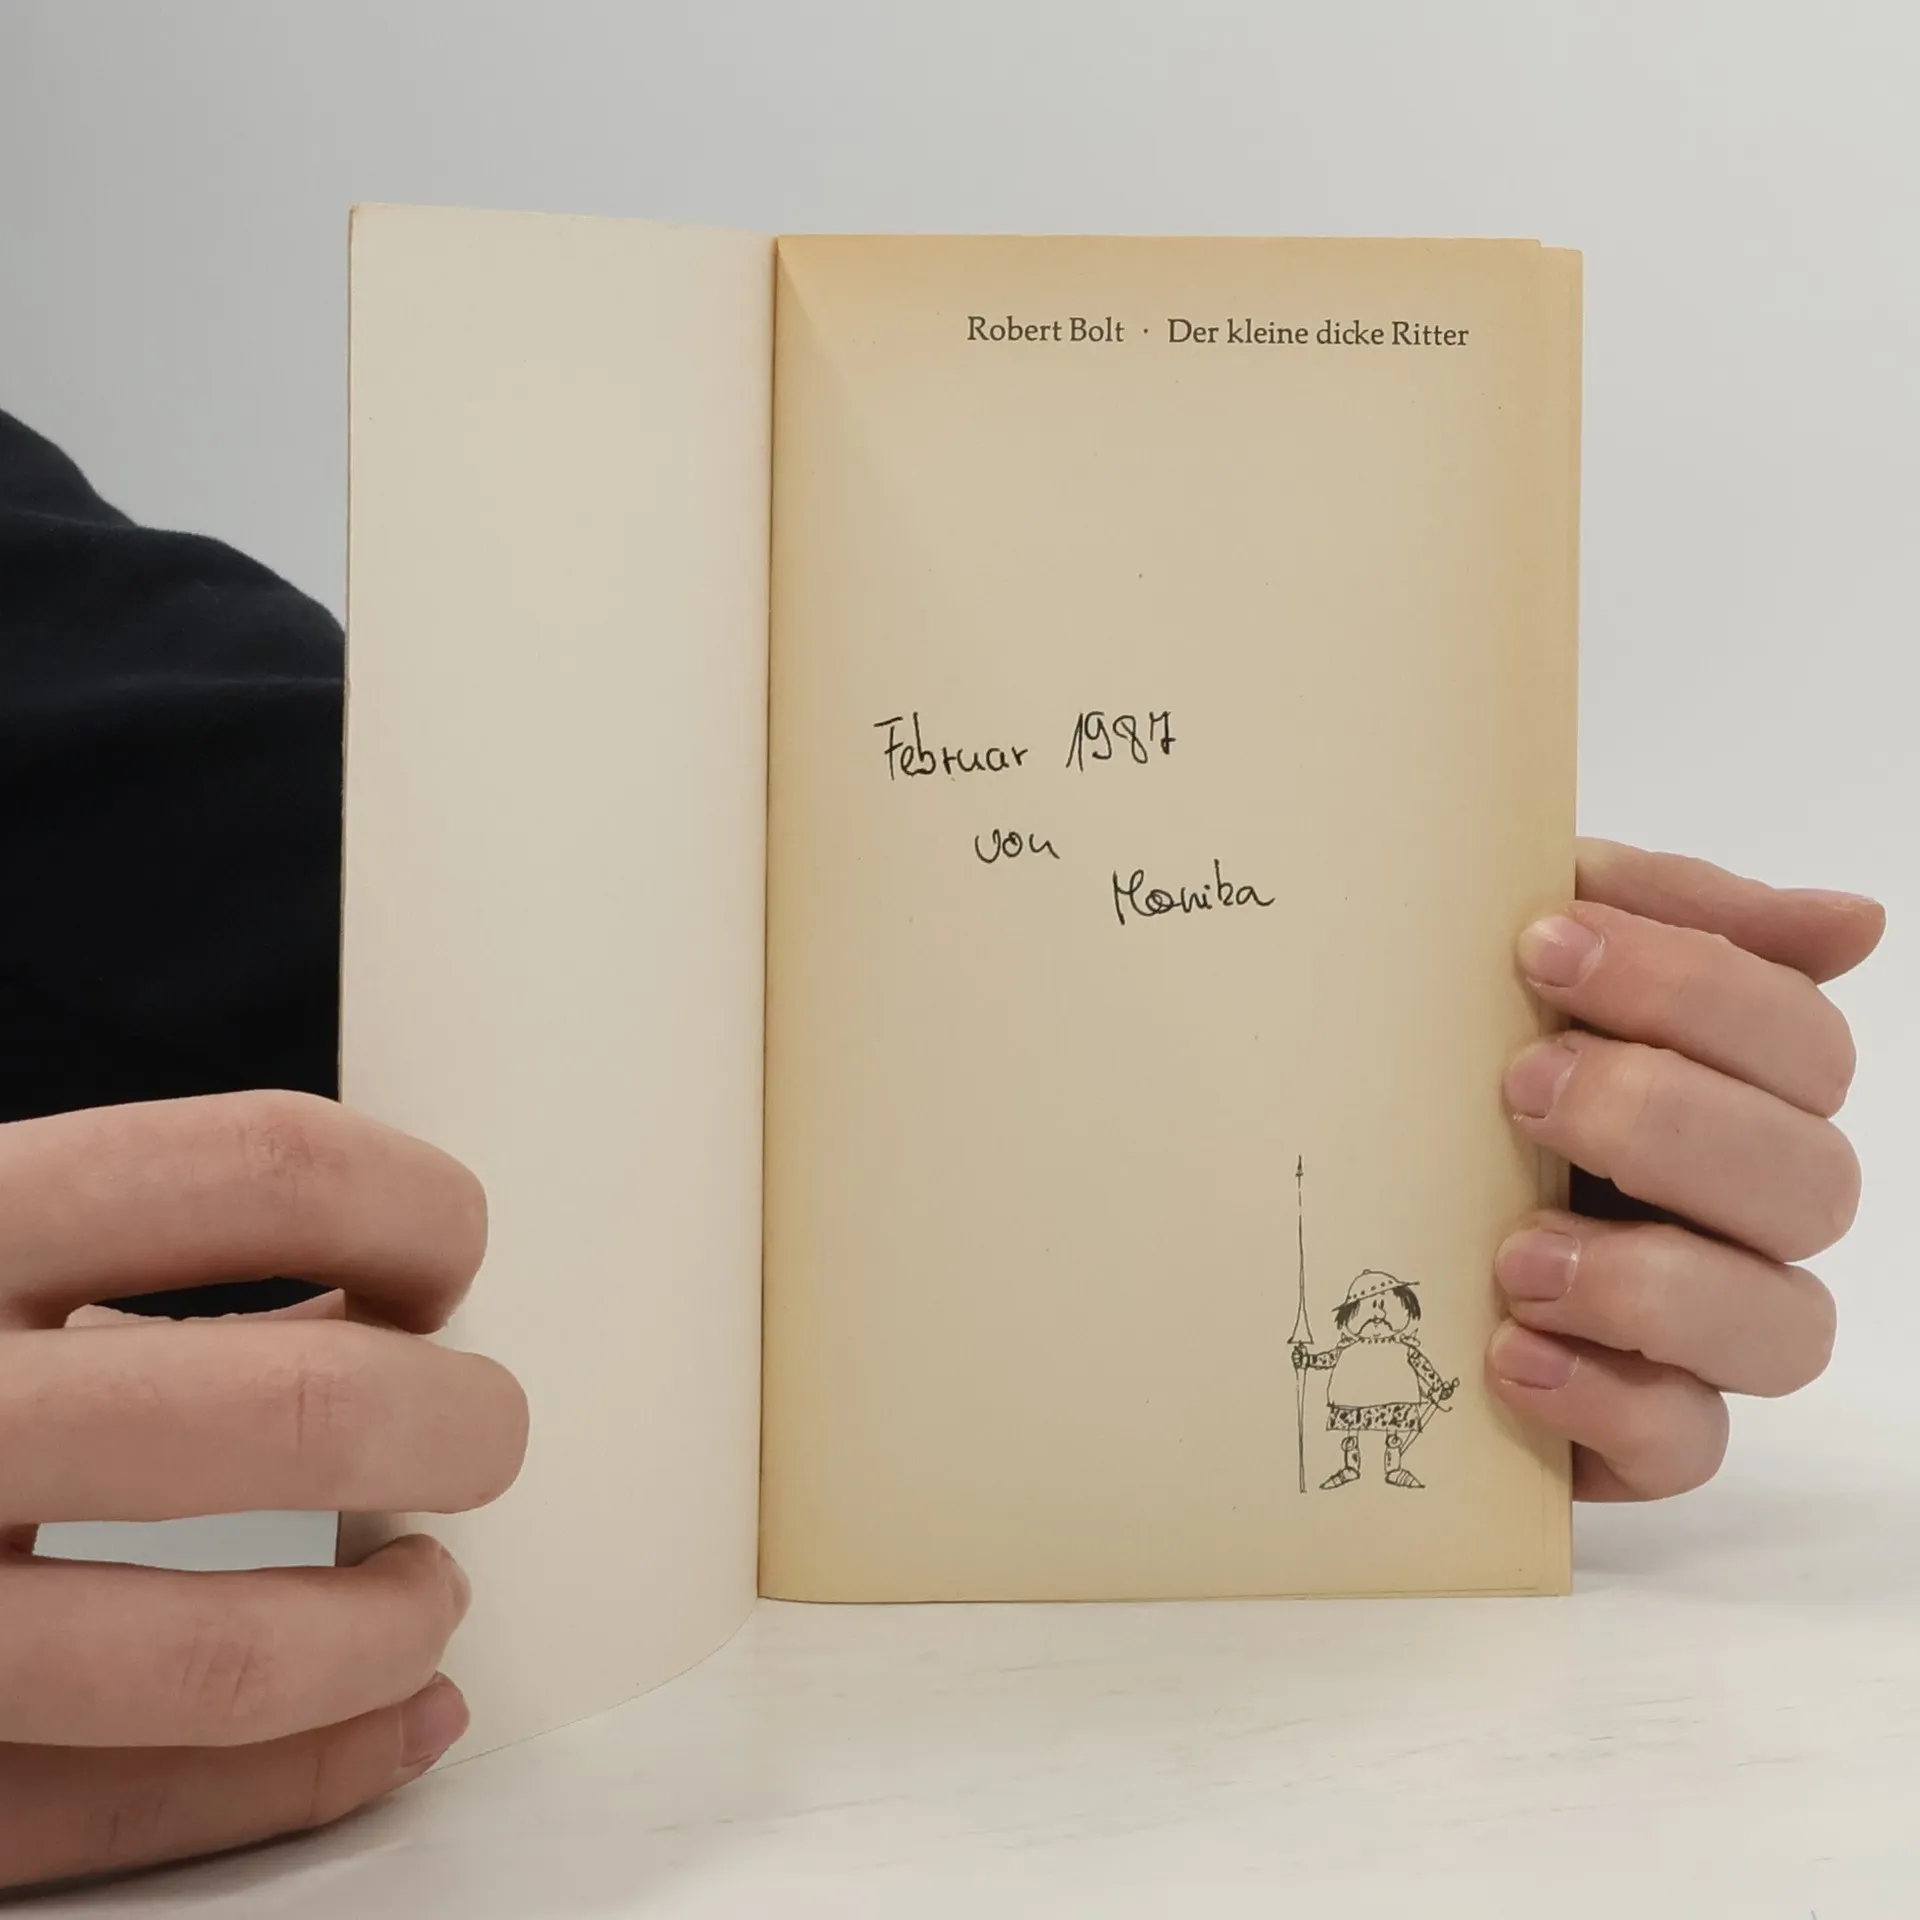 Robert Bolt · Der kleine dicke Ritter
Februar 1987
von
Monika